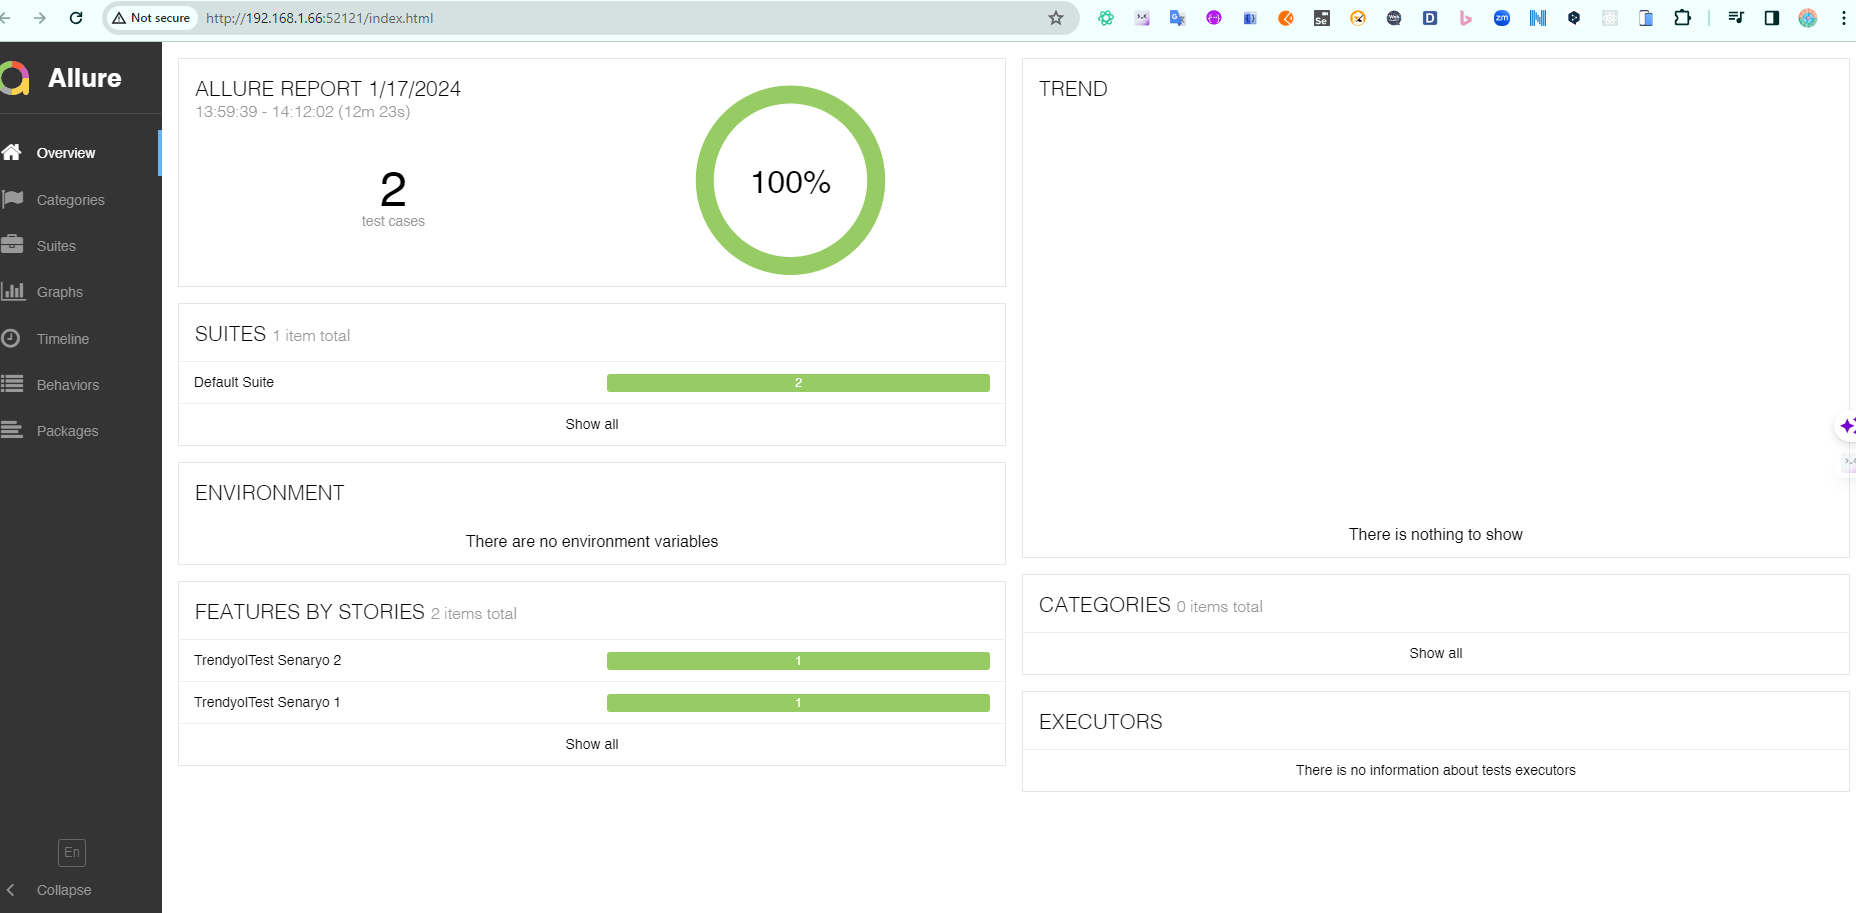 Not secure http://192.168.1.66:52121/index.html
Allure
Overview
Categories
Suites
Graphs
Timeline
Behaviors
Packages
En
Collapse
ALLURE REPORT 1/17/2024
13:59:39 - 14:12:02 (12m 23s)
2
test cases
100%
SUITES 1 item total
Default Suite 2
Show all
ENVIRONMENT
There are no environment variables
FEATURES BY STORIES 2 items total
TrendyolTest Senaryo 2 1
TrendyolTest Senaryo 1 1
Show all
TREND
There is nothing to show
CATEGORIES 0 items total
Show all
EXECUTORS
There is no information about tests executors